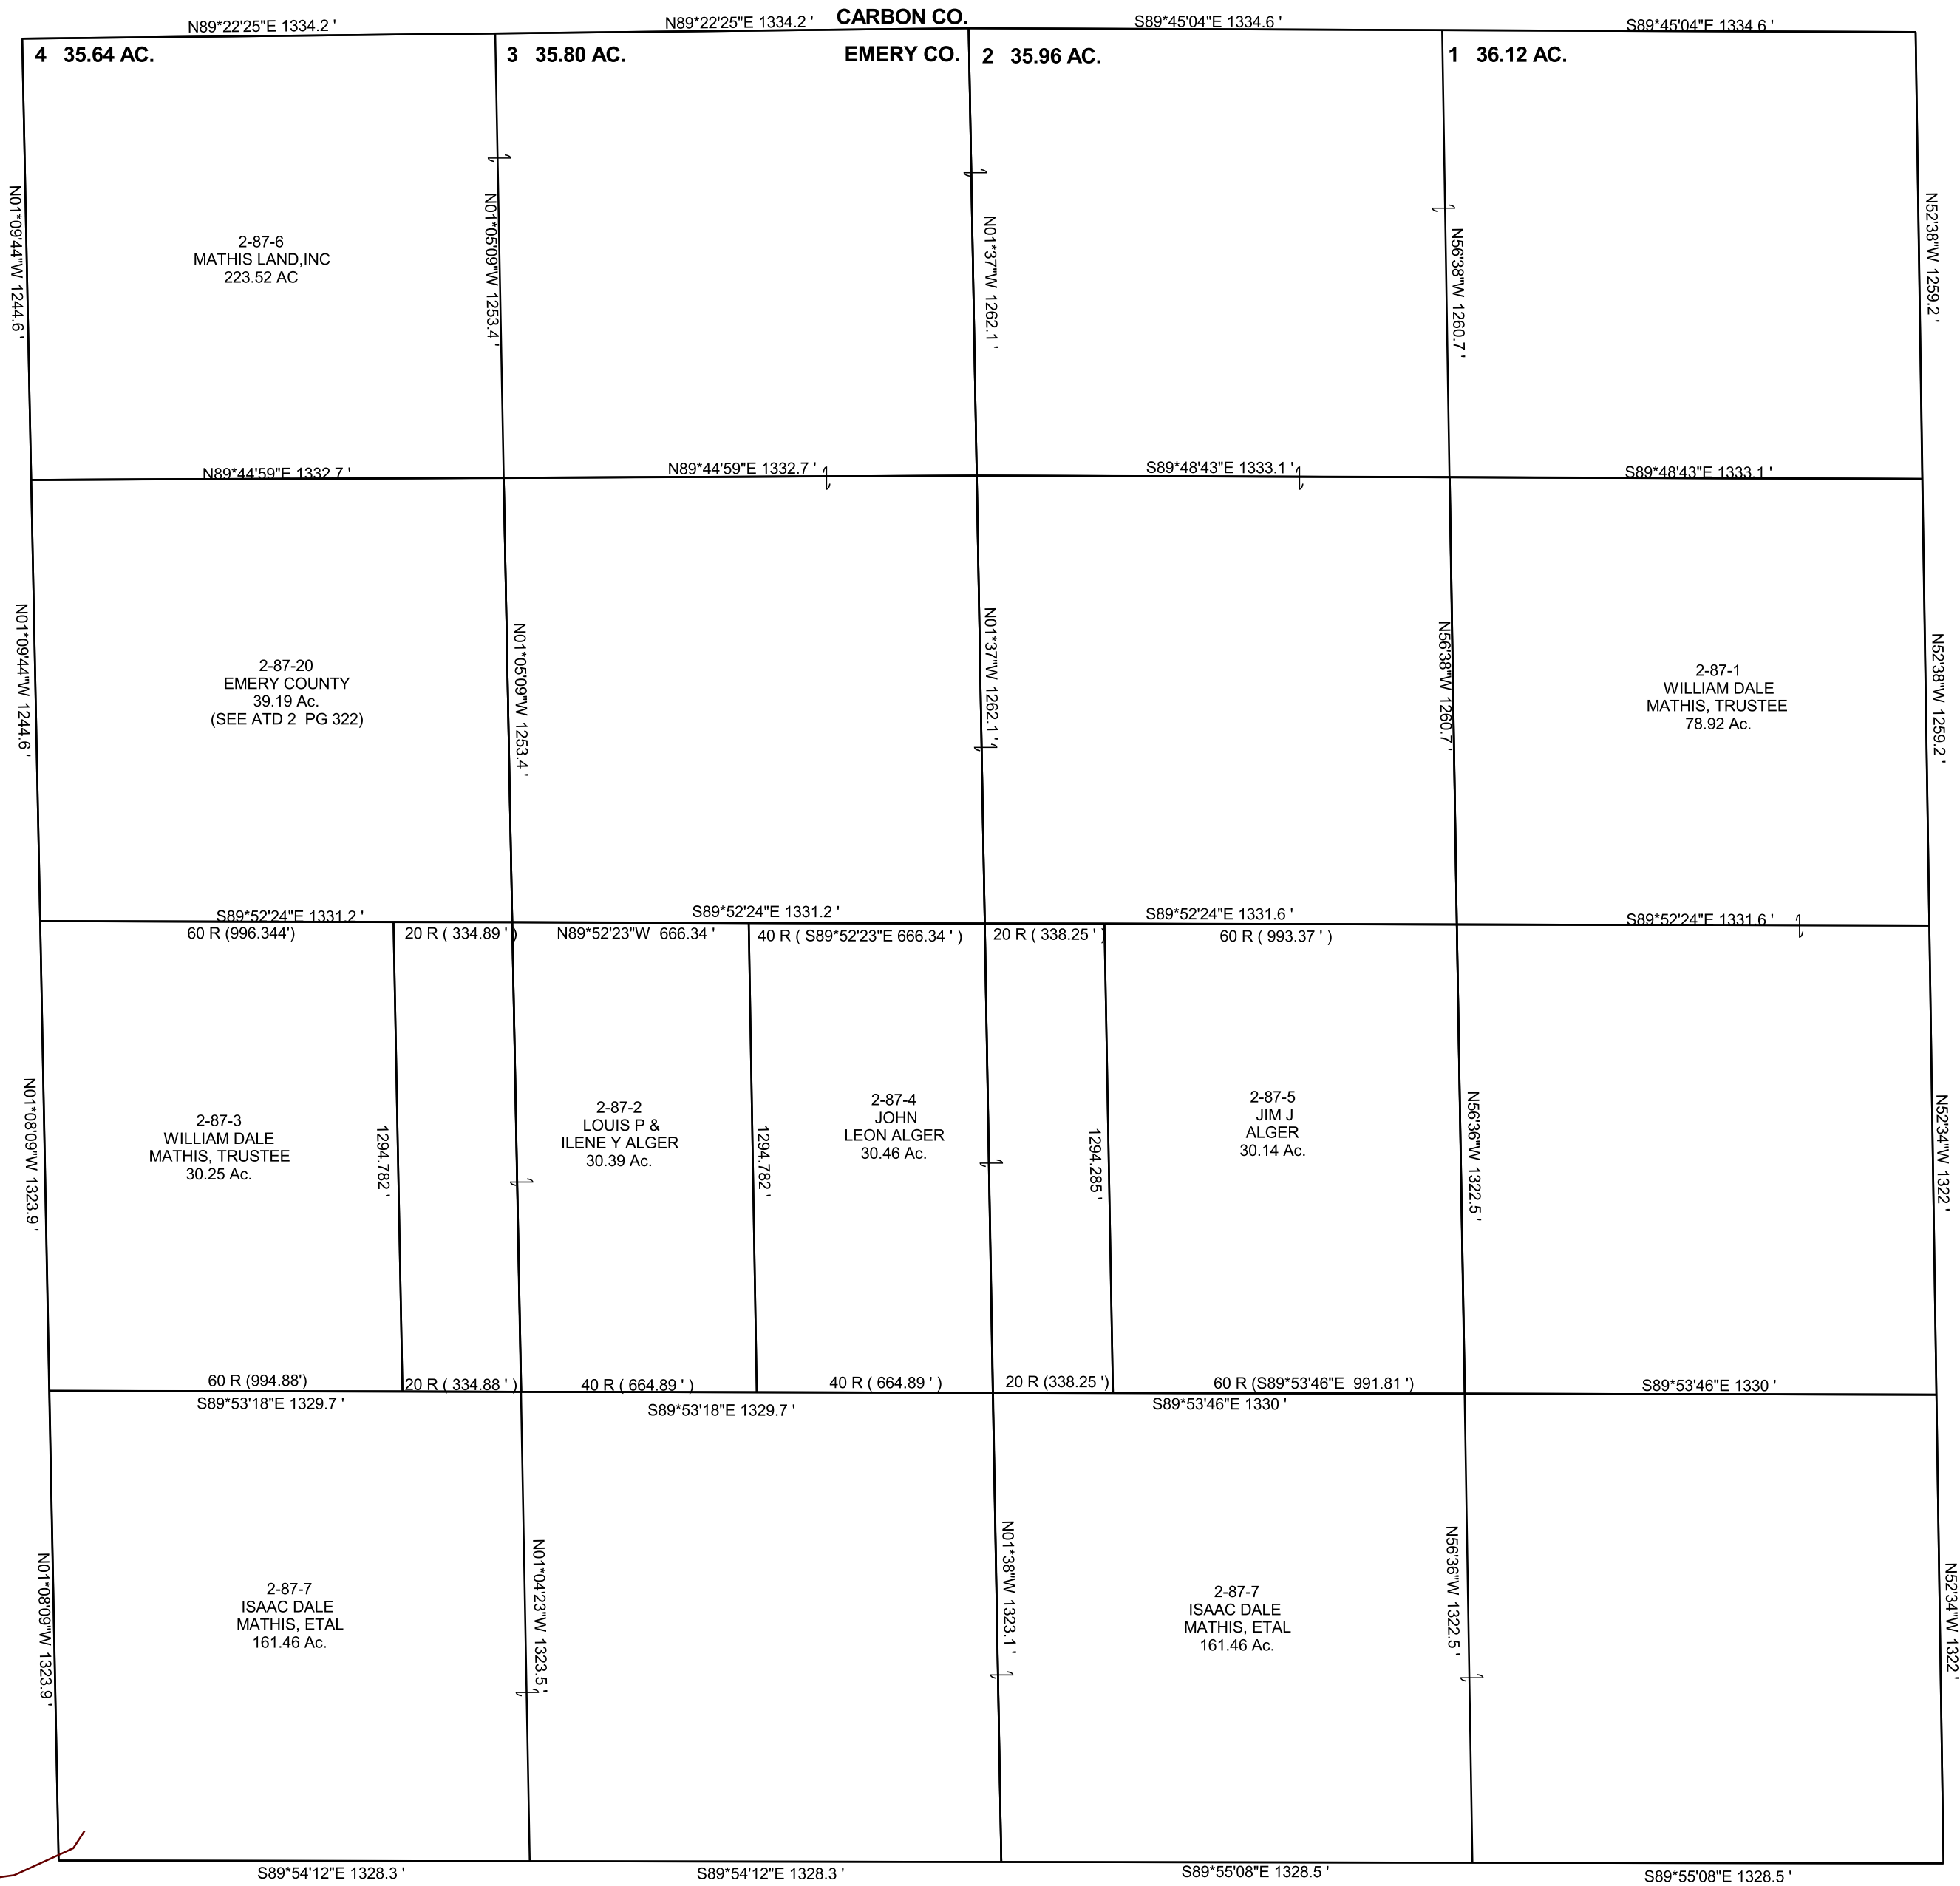 CARBON CO.
N89*22'25"E 1334.2 '
N89*22'25"E 1334.2 '
S89*45'04"E 1334.6 '
S89*45'04"E 1334.6 '
4 35.64 AC.
3 35.80 AC.
EMERY CO.
2 35.96 AC.
1 36.12 AC.
N01*09'44"W 1244.6 '
2-87-6
MATHIS LAND,INC
223.52 AC
N01*05'09"W 1253.4 '
N01*37"W 1262.1 '
N56'38"W 1260.7 '
N52'38"W 1259.2 '
N89*44'59"E 1332.7 '
N89*44'59"E 1332.7 '
S89*48'43"E 1333.1 '
S89*48'43"E 1333.1 '
N01*09'44"W 1244.6 '
2-87-20
EMERY COUNTY
39.19 Ac.
(SEE ATD 2 PG 322)
N01*05'09"W 1253.4 '
N01*37"W 1262.1 '
N56'38"W 1260.7 '
2-87-1
WILLIAM DALE
MATHIS, TRUSTEE
78.92 Ac.
N52'38"W 1259.2 '
S89*52'24"E 1331.2 '
S89*52'24"E 1331.2 '
S89*52'24"E 1331.6 '
S89*52'24"E 1331.6 '
60 R (996.344')
20 R ( 334.89 ' )
N89*52'23"W 666.34 '
40 R ( S89*52'23"E 666.34 ' )
20 R ( 338.25 ' )
60 R ( 993.37 ' )
N01*08'09"W 1323.9 '
2-87-3
WILLIAM DALE
MATHIS, TRUSTEE
30.25 Ac.
1294.782 '
2-87-2
LOUIS P &
ILENE Y ALGER
30.39 Ac.
1294.782 '
2-87-4
JOHN
LEON ALGER
30.46 Ac.
1294.285 '
2-87-5
JIM J
ALGER
30.14 Ac.
N56'36"W 1322.5 '
N52'34"W 1322 '
60 R (994.88')
20 R ( 334.88 ' )
40 R ( 664.89 ' )
40 R ( 664.89 ' )
20 R (338.25 ')
60 R (S89*53'46"E 991.81 ')
S89*53'46"E 1330 '
S89*53'18"E 1329.7 '
S89*53'18"E 1329.7 '
S89*53'46"E 1330 '
N01*08'09"W 1323.9 '
2-87-7
ISAAC DALE
MATHIS, ETAL
161.46 Ac.
N01*04'23"W 1323.5 '
N01*38"W 1323.1 '
2-87-7
ISAAC DALE
MATHIS, ETAL
161.46 Ac.
N56'36"W 1322.5 '
N52'34"W 1322 '
S89*54'12"E 1328.3 '
S89*54'12"E 1328.3 '
S89*55'08"E 1328.5 '
S89*55'08"E 1328.5 '